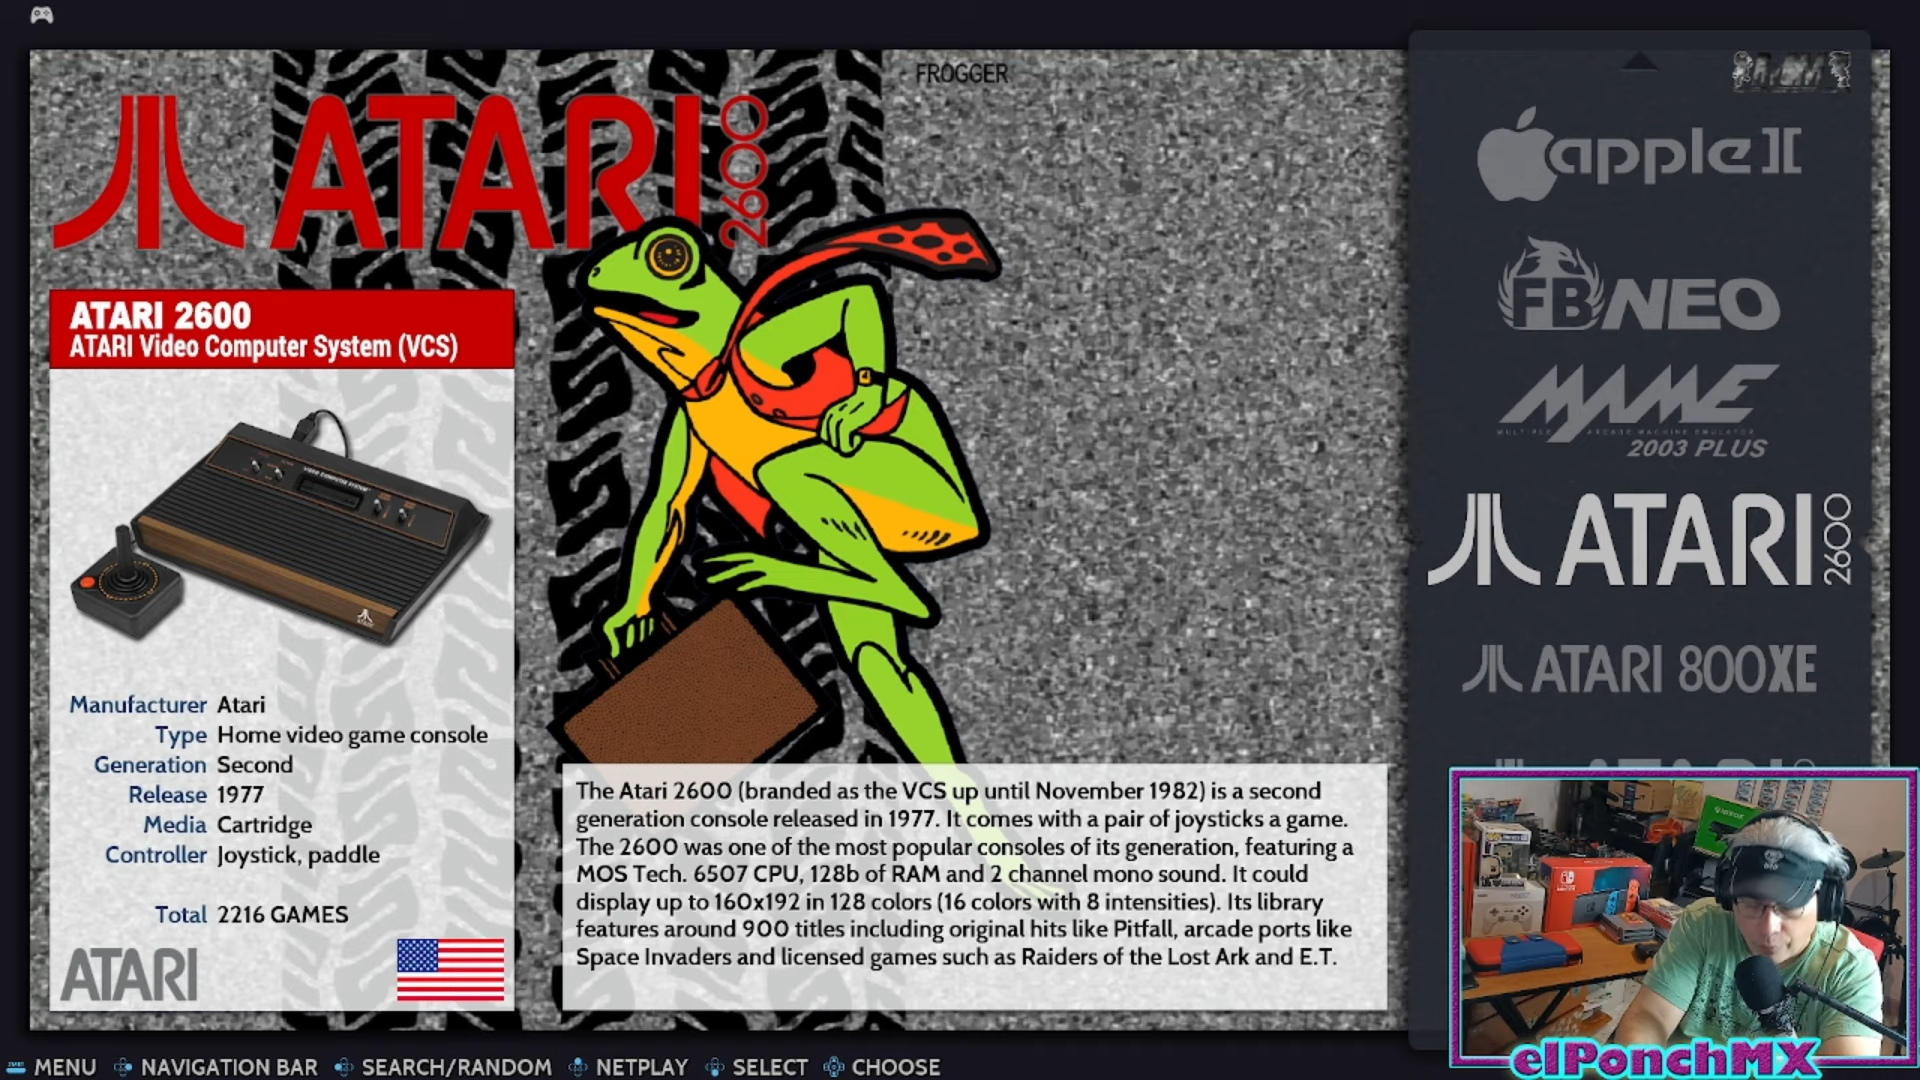 FROGGER
ATARI 2600
ATARI 2600
ATARI Video Computer System (VCS)
Manufacturer Atari
Type Home video game console
Generation Second
Release 1977
Media Cartridge
Controller Joystick, paddle
Total 2216 GAMES
ATARI
The Atari 2600 (branded as the VCS up until November 1982) is a second
generation console released in 1977. It comes with a pair of joysticks a game.
The 2600 was one of the most popular consoles of its generation, featuring a
MOS Tech. 6507 CPU, 128b of RAM and 2 channel mono sound. It could
display up to 160x192 in 128 colors (16 colors with 8 intensities). Its library
features around 900 titles including original hits like Pitfall, arcade ports like
Space Invaders and licensed games such as Raiders of the Lost Ark and E.T.
apple ][
FBNEO
MAME
MULTIPLE ARCADE MACHINE EMULATOR
2003 PLUS
ATARI 2600
ATARI 800XE
elPonchMX
MENU NAVIGATION BAR SEARCH/RANDOM NETPLAY SELECT CHOOSE